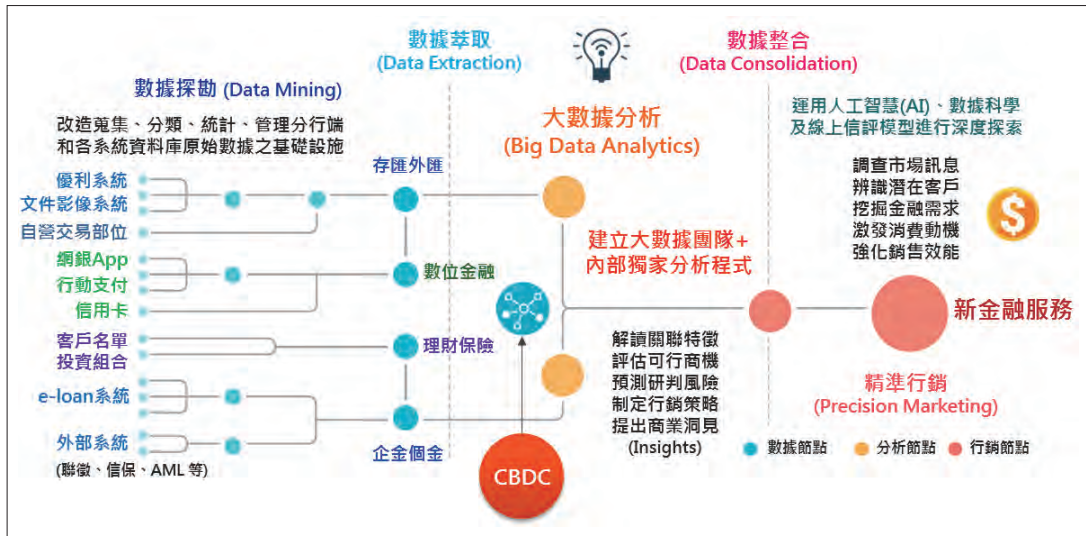 數據探勘 (Data Mining)
改造蒐集、分類、統計、管理分行端
和各系統資料庫原始數據之基礎設施
優利系統
文件影像系統
自營交易部位
網銀App
行動支付
信用卡
客戶名單
投資組合
e-loan系統
外部系統
(聯徵、信保、AML 等)
數據萃取
(Data Extraction)
存匯外匯
數位金融
理財保險
企金個金
大數據分析
(Big Data Analytics)
建立大數據團隊+
內部獨家分析程式
CBDC
解讀關聯特徵
評估可行商機
預測研判風險
制定行銷策略
提出商業洞見
(Insights)
數據整合
(Data Consolidation)
運用人工智慧(AI)、數據科學
及線上信評模型進行深度探索
調查市場訊息
辨識潛在客戶
挖掘金融需求
激發消費動機
強化銷售效能
$
新金融服務
精準行銷
(Precision Marketing)
數據節點
分析節點
行銷節點